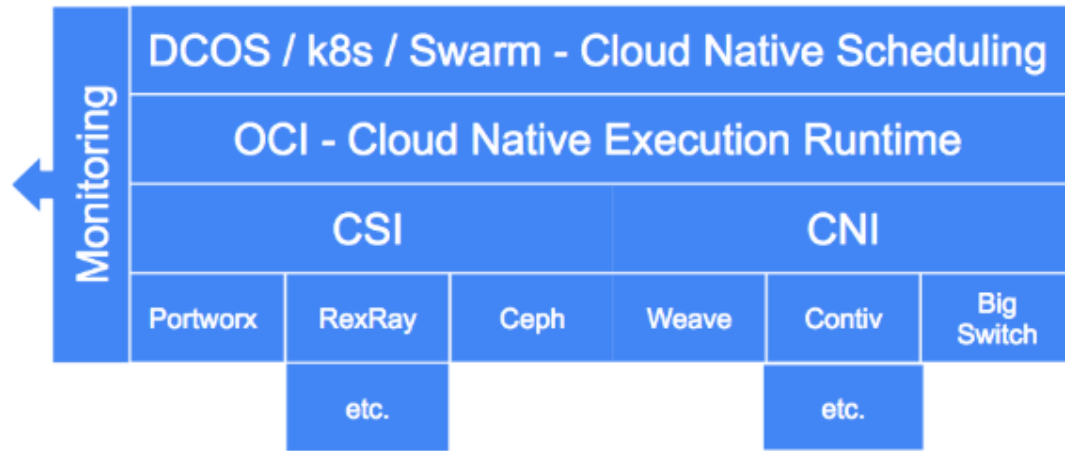 Monitoring
DCOS / k8s / Swarm - Cloud Native Scheduling
OCI - Cloud Native Execution Runtime
CSI
CNI
Portworx
RexRay
Ceph
Weave
Contiv
Big
Switch
etc.
etc.